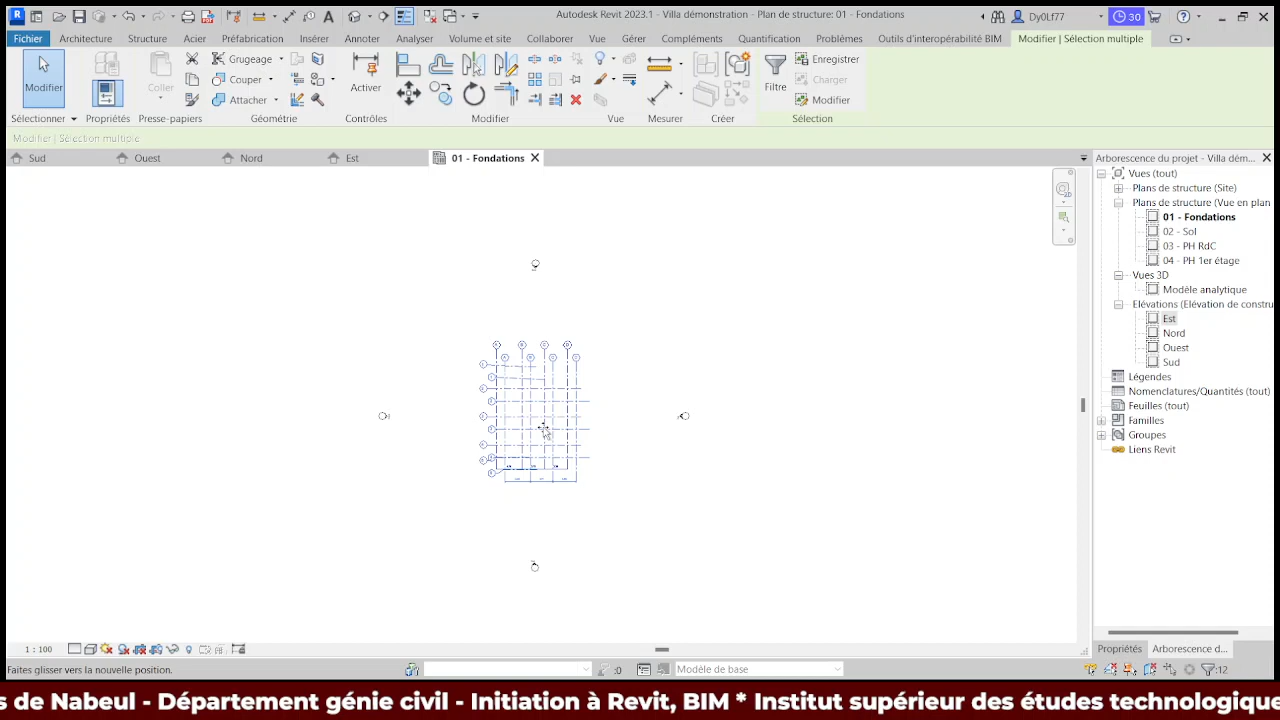 Autodesk Revit 2023.1 - Villa démonstration - Plan de structure: 01 - Fondations
Dy0Lf77
30
Fichier Architecture Structure Acier Préfabrication Insérer Annoter Analyser Volume et site Collaborer Vue Gérer Compléments Quantification Problèmes Outils d'interopérabilité BIM Modifier | Sélection multiple
Modifier
Coller
Grugeage
Couper
Attacher
Activer
Filtre
Enregistrer
Charger
Modifier
Sélectionner Propriétés Presse-papiers Géométrie Contrôles Modifier Vue Mesurer Créer Sélection
Modifier | Sélection multiple
Sud Ouest Nord Est 01 - Fondations
Arborescence du projet - Villa dém...
Vues (tout)
Plans de structure (Site)
Plans de structure (Vue en plan
01 - Fondations
02 - Sol
03 - PH RdC
04 - PH 1er étage
Vues 3D
Modèle analytique
Elévations (Elévation de constru
Est
Nord
Ouest
Sud
Légendes
Nomenclatures/Quantités (tout)
Feuilles (tout)
Familles
Groupes
Liens Revit
2D
1 : 100
Propriétés Arborescence d...
Faites glisser vers la nouvelle position.
:0
Modèle de base
:12
s de Nabeul - Département génie civil - Initiation à Revit, BIM * Institut supérieur des études technologique